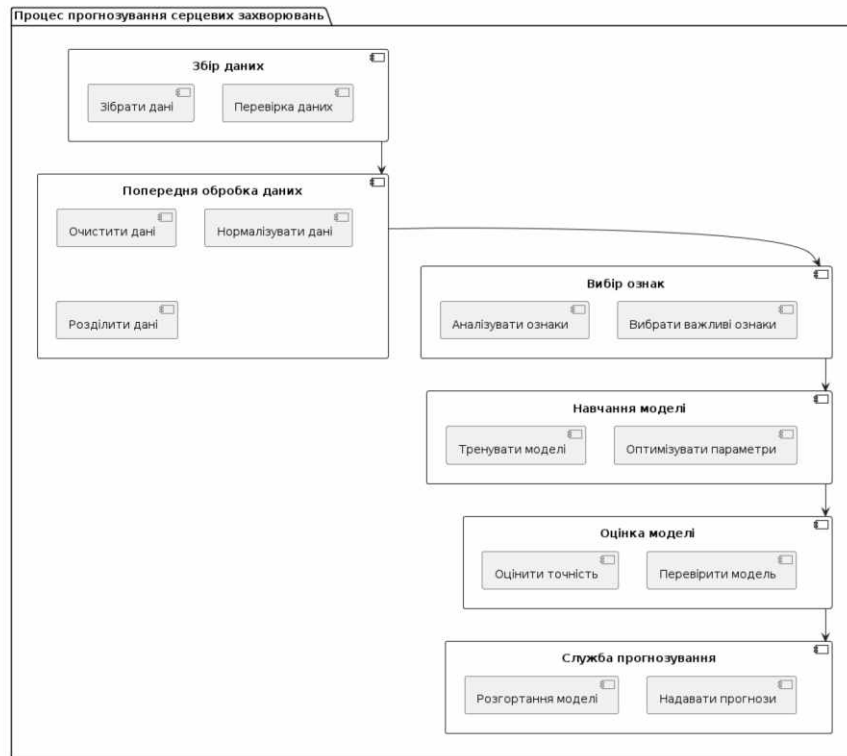 Процес прогнозування серцевих захворювань
Збір даних
Зібрати дані
Перевірка даних
Попередня обробка даних
Очистити дані
Нормалізувати дані
Розділити дані
Вибір ознак
Аналізувати ознаки
Вибрати важливі ознаки
Навчання моделі
Тренувати моделі
Оптимізувати параметри
Оцінка моделі
Оцінити точність
Перевірити модель
Служба прогнозування
Розгортання моделі
Надавати прогнози